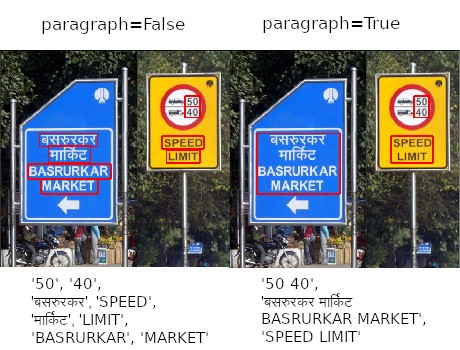 paragraph=False
paragraph=True
बसरुरकर
मार्किट
BASRURKAR
MARKET
50
40
SPEED
LIMIT
बसरुरकर
मार्किट
BASRURKAR
MARKET
50
40
SPEED
LIMIT
'50', '40',
'बसरुरकर', 'SPEED',
'मार्किट', 'LIMIT',
'BASRURKAR', 'MARKET'
'50 40',
'बसरुरकर मार्किट
BASRURKAR MARKET',
'SPEED LIMIT'